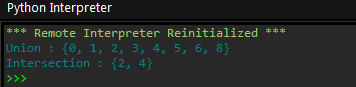 Python Interpreter
*** Remote Interpreter Reinitialized ***
Union : {0, 1, 2, 3, 4, 5, 6, 8}
Intersection : {2, 4}
>>>